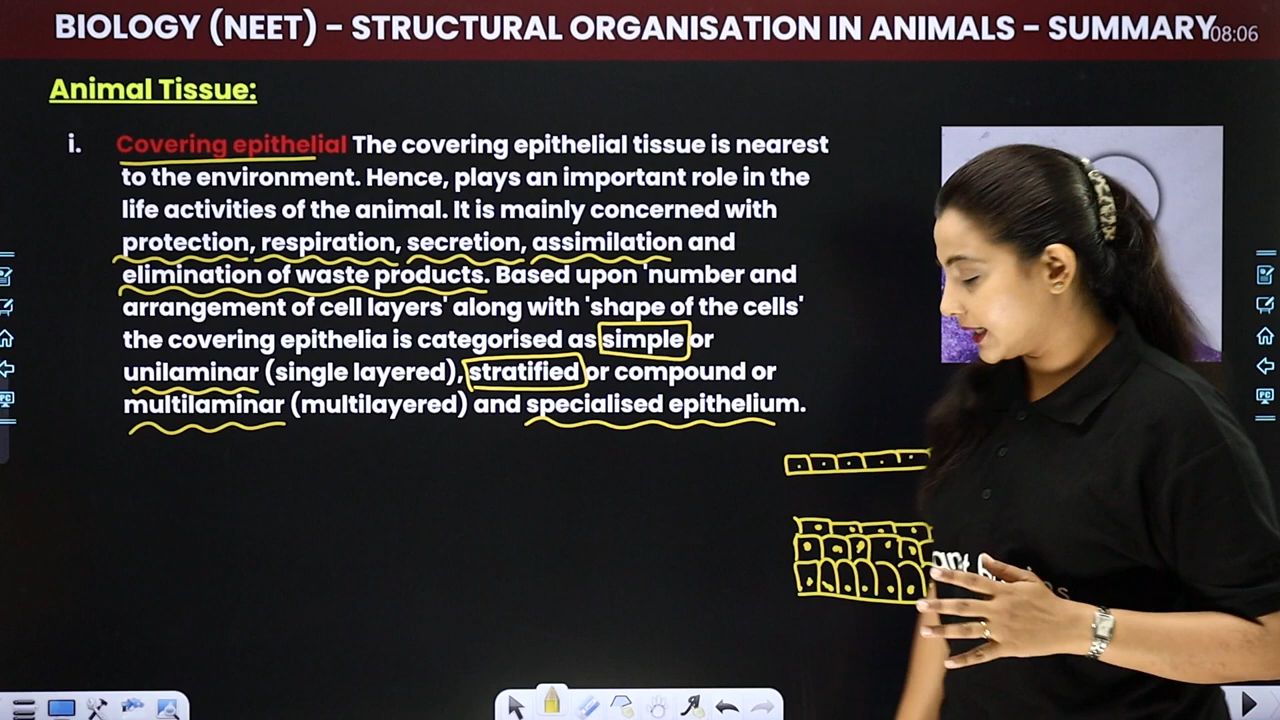 BIOLOGY (NEET) – STRUCTURAL ORGANISATION IN ANIMALS – SUMMARY
08:06
Animal Tissue:
i. Covering epithelial The covering epithelial tissue is nearest
to the environment. Hence, plays an important role in the
life activities of the animal. It is mainly concerned with
protection, respiration, secretion, assimilation and
elimination of waste products. Based upon 'number and
arrangement of cell layers' along with 'shape of the cells'
the covering epithelia is categorised as simple or
unilaminar (single layered), stratified or compound or
multilaminar (multilayered) and specialised epithelium.